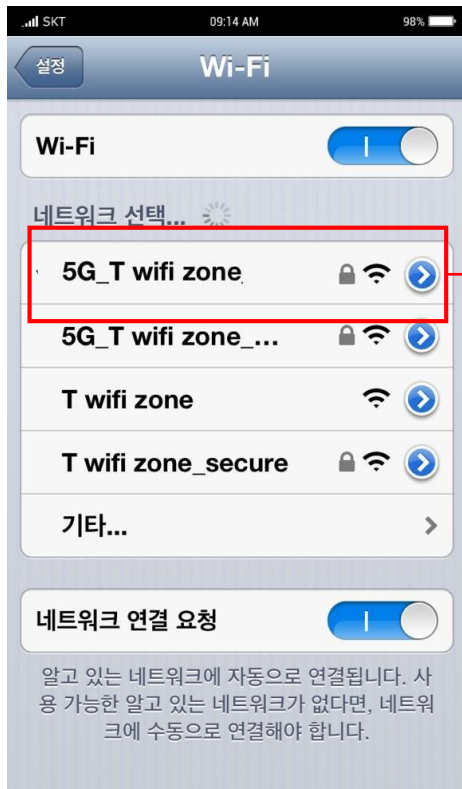 SKT
09:14 AM
98%
설정
Wi-Fi
Wi-Fi
네트워크 선택...
5G_T wifi zone
5G_T wifi zone_...
T wifi zone
T wifi zone_secure
기타...
네트워크 연결 요청
알고 있는 네트워크에 자동으로 연결됩니다. 사
용 가능한 알고 있는 네트워크가 없다면, 네트워
크에 수동으로 연결해야 합니다.